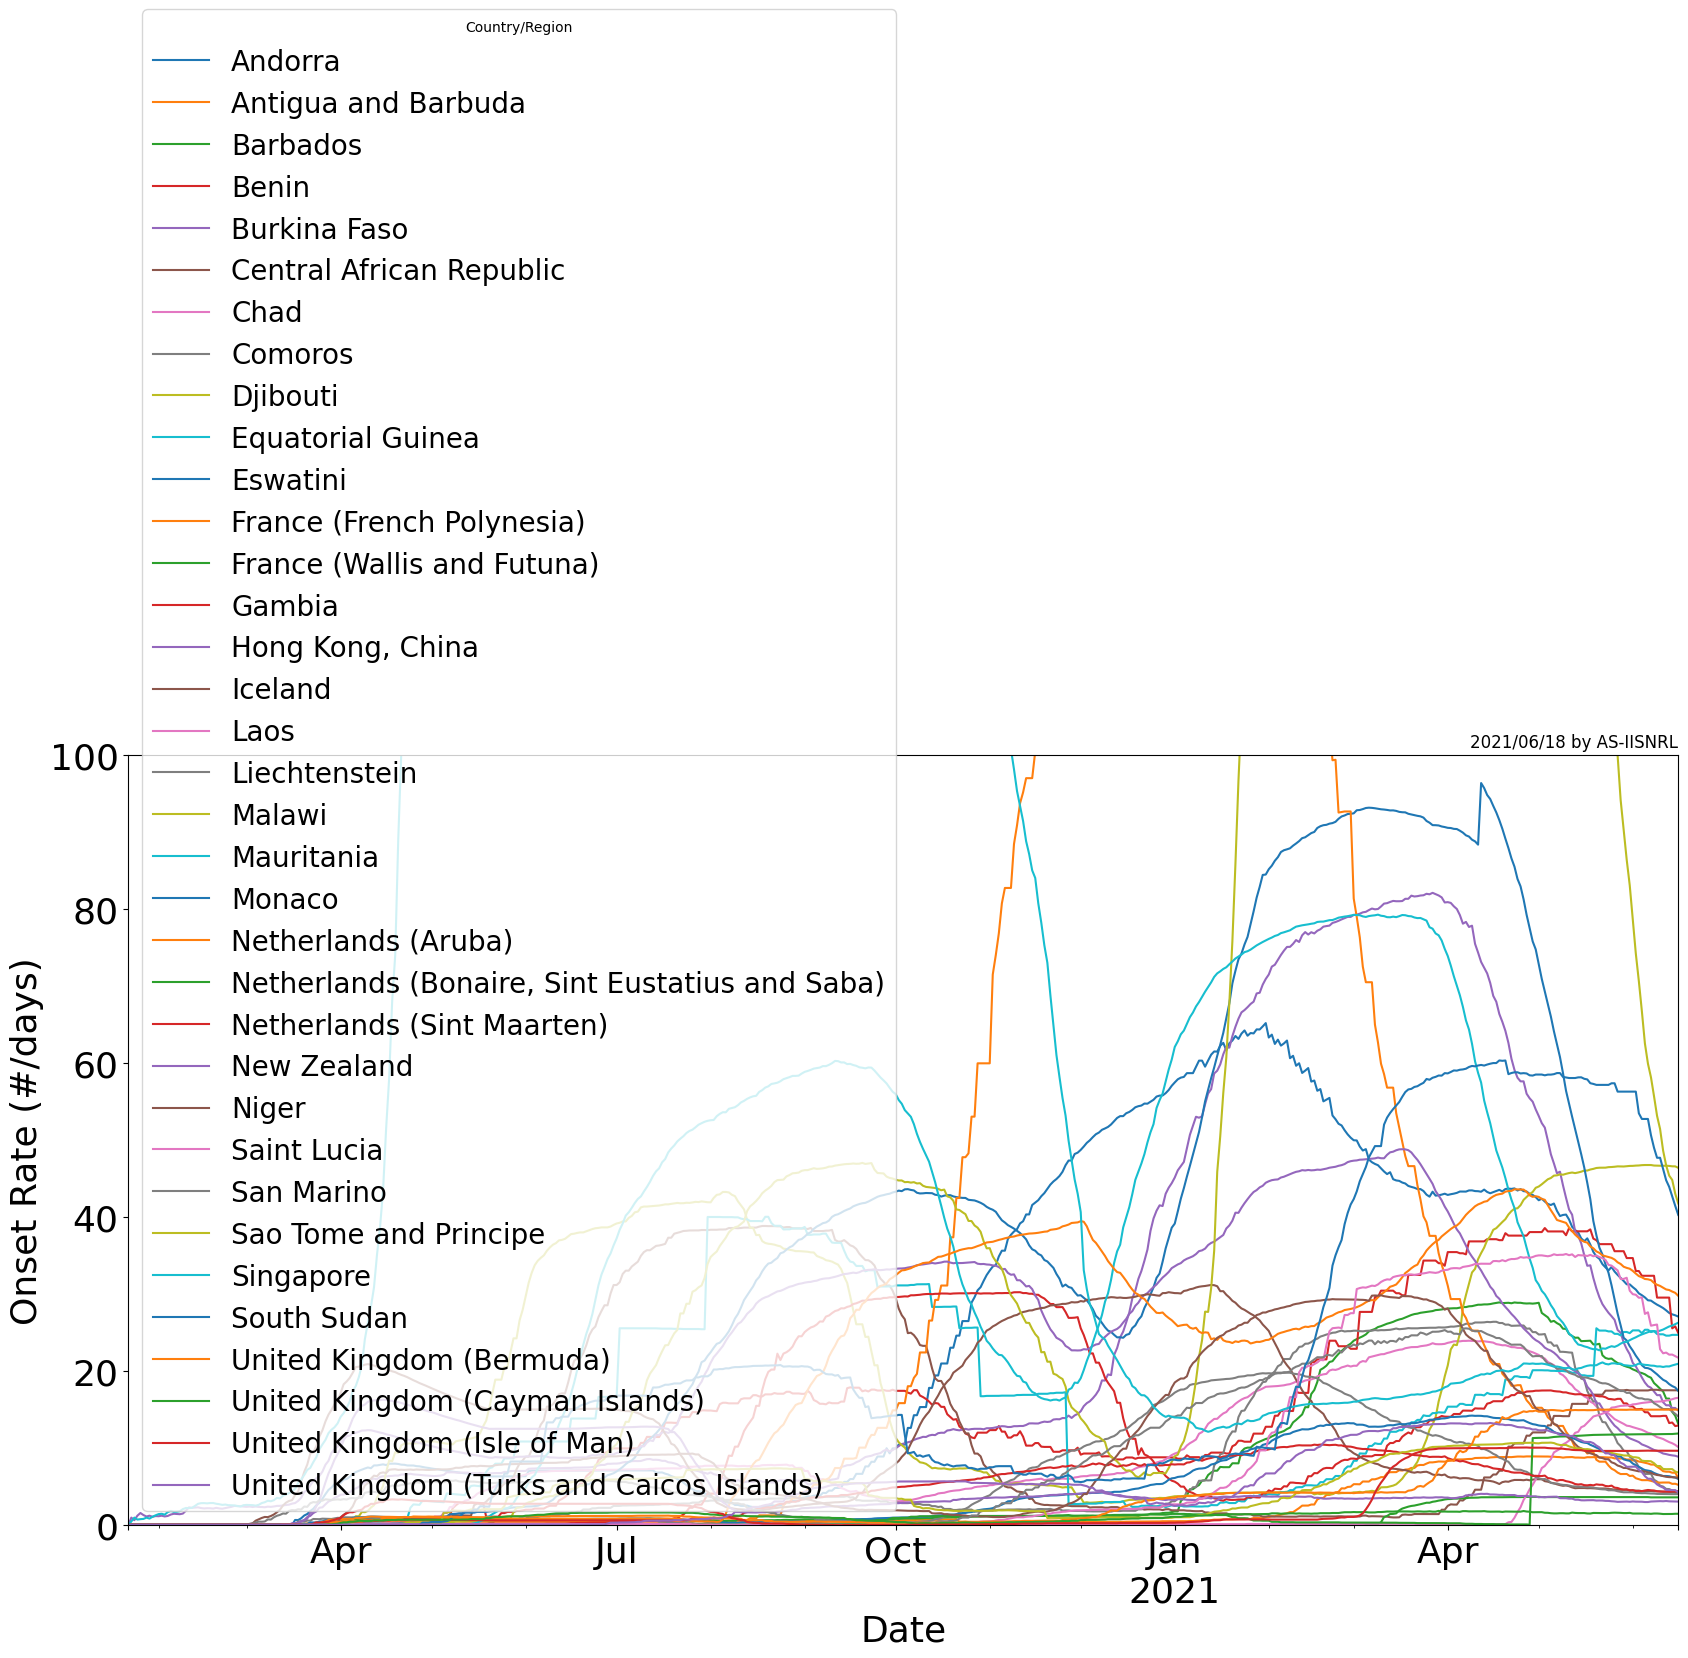 Country/Region
Andorra
Antigua and Barbuda
Barbados
Benin
Burkina Faso
Central African Republic
Chad
Comoros
Djibouti
Equatorial Guinea
Eswatini
France (French Polynesia)
France (Wallis and Futuna)
Gambia
Hong Kong, China
Iceland
Laos
Liechtenstein
Malawi
Mauritania
Monaco
Netherlands (Aruba)
Netherlands (Bonaire, Sint Eustatius and Saba)
Netherlands (Sint Maarten)
New Zealand
Niger
Saint Lucia
San Marino
Sao Tome and Principe
Singapore
South Sudan
United Kingdom (Bermuda)
United Kingdom (Cayman Islands)
United Kingdom (Isle of Man)
United Kingdom (Turks and Caicos Islands)
2021/06/18 by AS-IISNRL
100
80
60
40
20
0
Onset Rate (#/days)
Apr Jul Oct Jan Apr
2021
Date